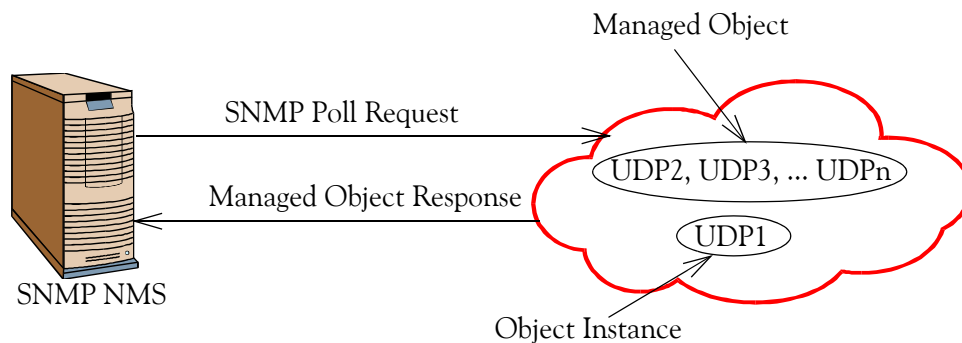 Managed Object
SNMP Poll Request
UDP2, UDP3, ... UDPn
Managed Object Response
UDP1
SNMP NMS
Object Instance